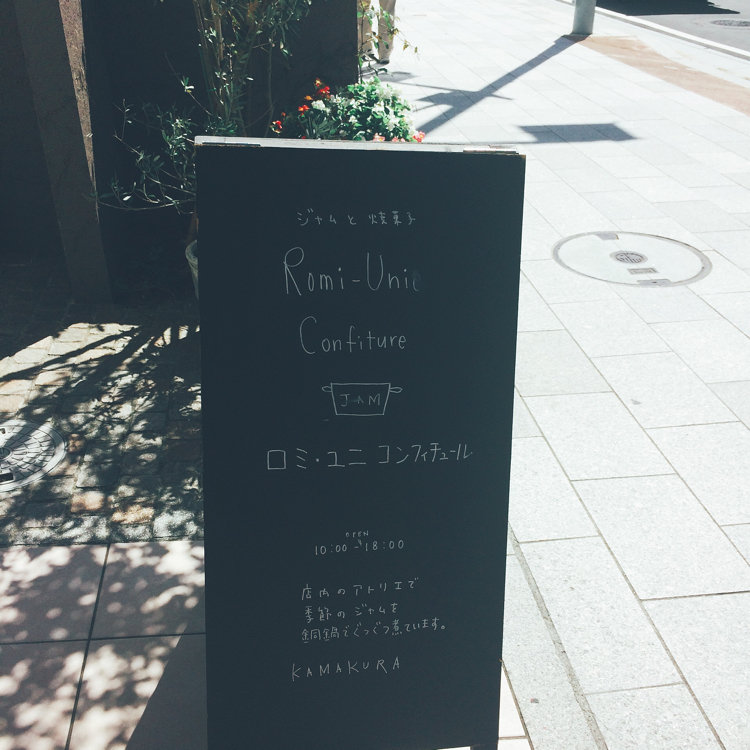 ジャムと焼菓子
Romi-Unie
Confiture
JAM
ロミ・ユニ コンフィチュール
OPEN
10:00-18:00
店内のアトリエで
季節のジャムを
銅鍋でぐつぐつ煮ています。
KAMAKURA